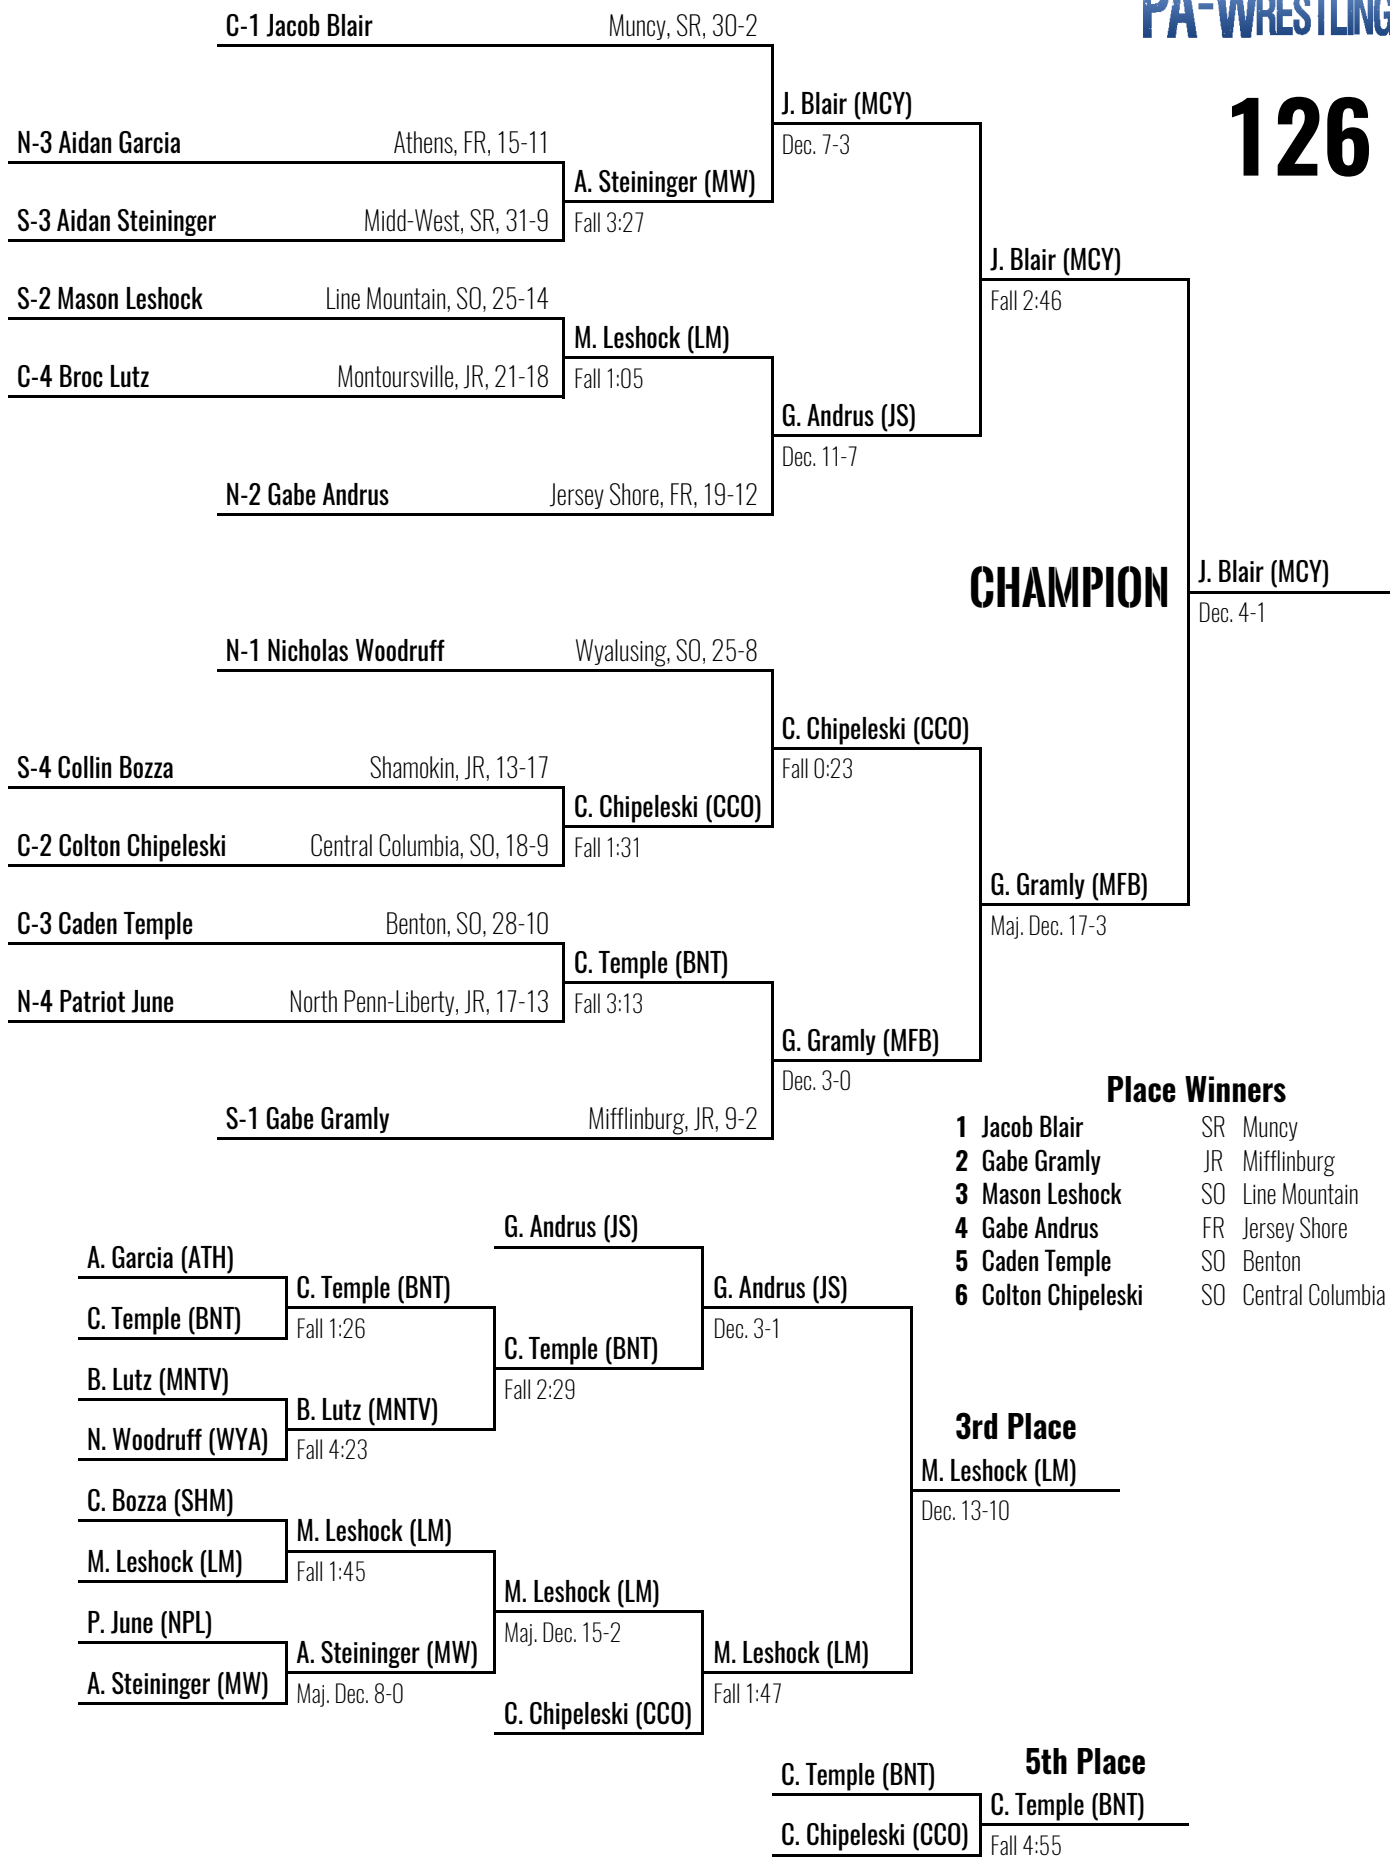 PA-WRESTLING
126
C-1 Jacob Blair Muncy, SR, 30-2
J. Blair (MCY)
Dec. 7-3
N-3 Aidan Garcia Athens, FR, 15-11
A. Steininger (MW)
Fall 3:27
S-3 Aidan Steininger Midd-West, SR, 31-9
J. Blair (MCY)
Fall 2:46
S-2 Mason Leshock Line Mountain, SO, 25-14
M. Leshock (LM)
Fall 1:05
C-4 Broc Lutz Montoursville, JR, 21-18
G. Andrus (JS)
Dec. 11-7
N-2 Gabe Andrus Jersey Shore, FR, 19-12
CHAMPION
J. Blair (MCY)
Dec. 4-1
N-1 Nicholas Woodruff Wyalusing, SO, 25-8
C. Chipeleski (CCO)
Fall 0:23
S-4 Collin Bozza Shamokin, JR, 13-17
C. Chipeleski (CCO)
Fall 1:31
C-2 Colton Chipeleski Central Columbia, SO, 18-9
G. Gramly (MFB)
Maj. Dec. 17-3
C-3 Caden Temple Benton, SO, 28-10
C. Temple (BNT)
Fall 3:13
N-4 Patriot June North Penn-Liberty, JR, 17-13
G. Gramly (MFB)
Dec. 3-0
S-1 Gabe Gramly Mifflinburg, JR, 9-2
Place Winners
1 Jacob Blair SR Muncy
2 Gabe Gramly JR Mifflinburg
3 Mason Leshock SO Line Mountain
4 Gabe Andrus FR Jersey Shore
5 Caden Temple SO Benton
6 Colton Chipeleski SO Central Columbia
G. Andrus (JS)
A. Garcia (ATH)
C. Temple (BNT)
Fall 1:26
C. Temple (BNT)
G. Andrus (JS)
Dec. 3-1
C. Temple (BNT)
Fall 2:29
B. Lutz (MNTV)
B. Lutz (MNTV)
Fall 4:23
N. Woodruff (WYA)
3rd Place
M. Leshock (LM)
Dec. 13-10
C. Bozza (SHM)
M. Leshock (LM)
Fall 1:45
M. Leshock (LM)
M. Leshock (LM)
Maj. Dec. 15-2
P. June (NPL)
A. Steininger (MW)
Maj. Dec. 8-0
A. Steininger (MW)
M. Leshock (LM)
Fall 1:47
C. Chipeleski (CCO)
5th Place
C. Temple (BNT)
C. Temple (BNT)
Fall 4:55
C. Chipeleski (CCO)